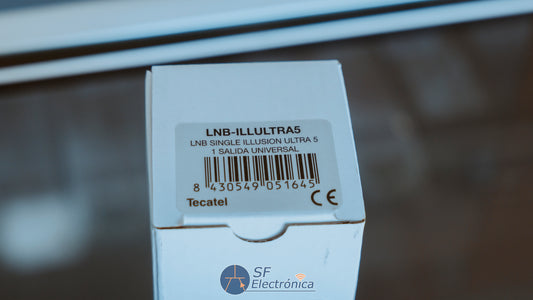 LNB-ILLULTRA5
LNB SINGLE ILLUSION ULTRA 5
1 SALIDA UNIVERSAL
8 430549 051645
Tecatel CE
SF
Electrónica